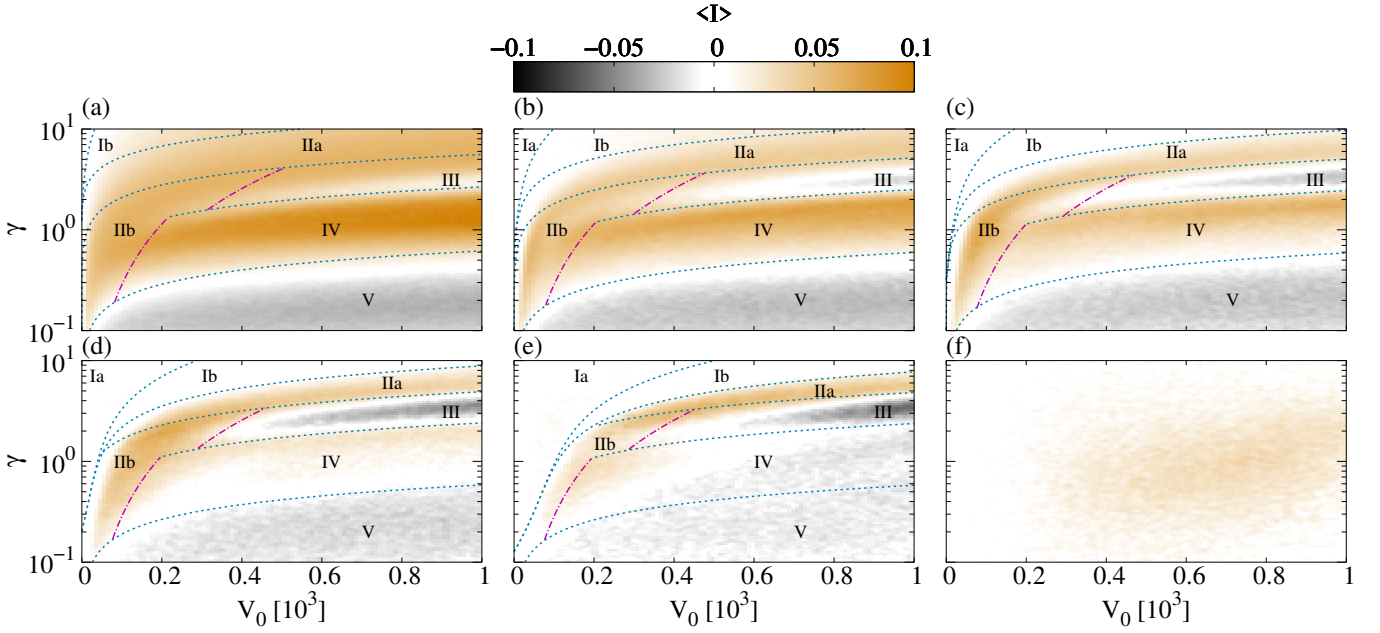 <I>
−0.1 −0.05 0 0.05 0.1
(a) (b) (c)
10^1 Ib IIa III IIb IV V
Ia Ib IIa III IIb IV V
Ia Ib IIa III IIb IV V
γ 10^0
10^-1
(d) (e) (f)
10^1 Ia Ib IIa III IIb IV V
Ia Ib IIa III IIb IV V
γ 10^0
10^-1
0 0.2 0.4 0.6 0.8 1
0 0.2 0.4 0.6 0.8 1
0 0.2 0.4 0.6 0.8 1
V_0 [10^3] V_0 [10^3] V_0 [10^3]